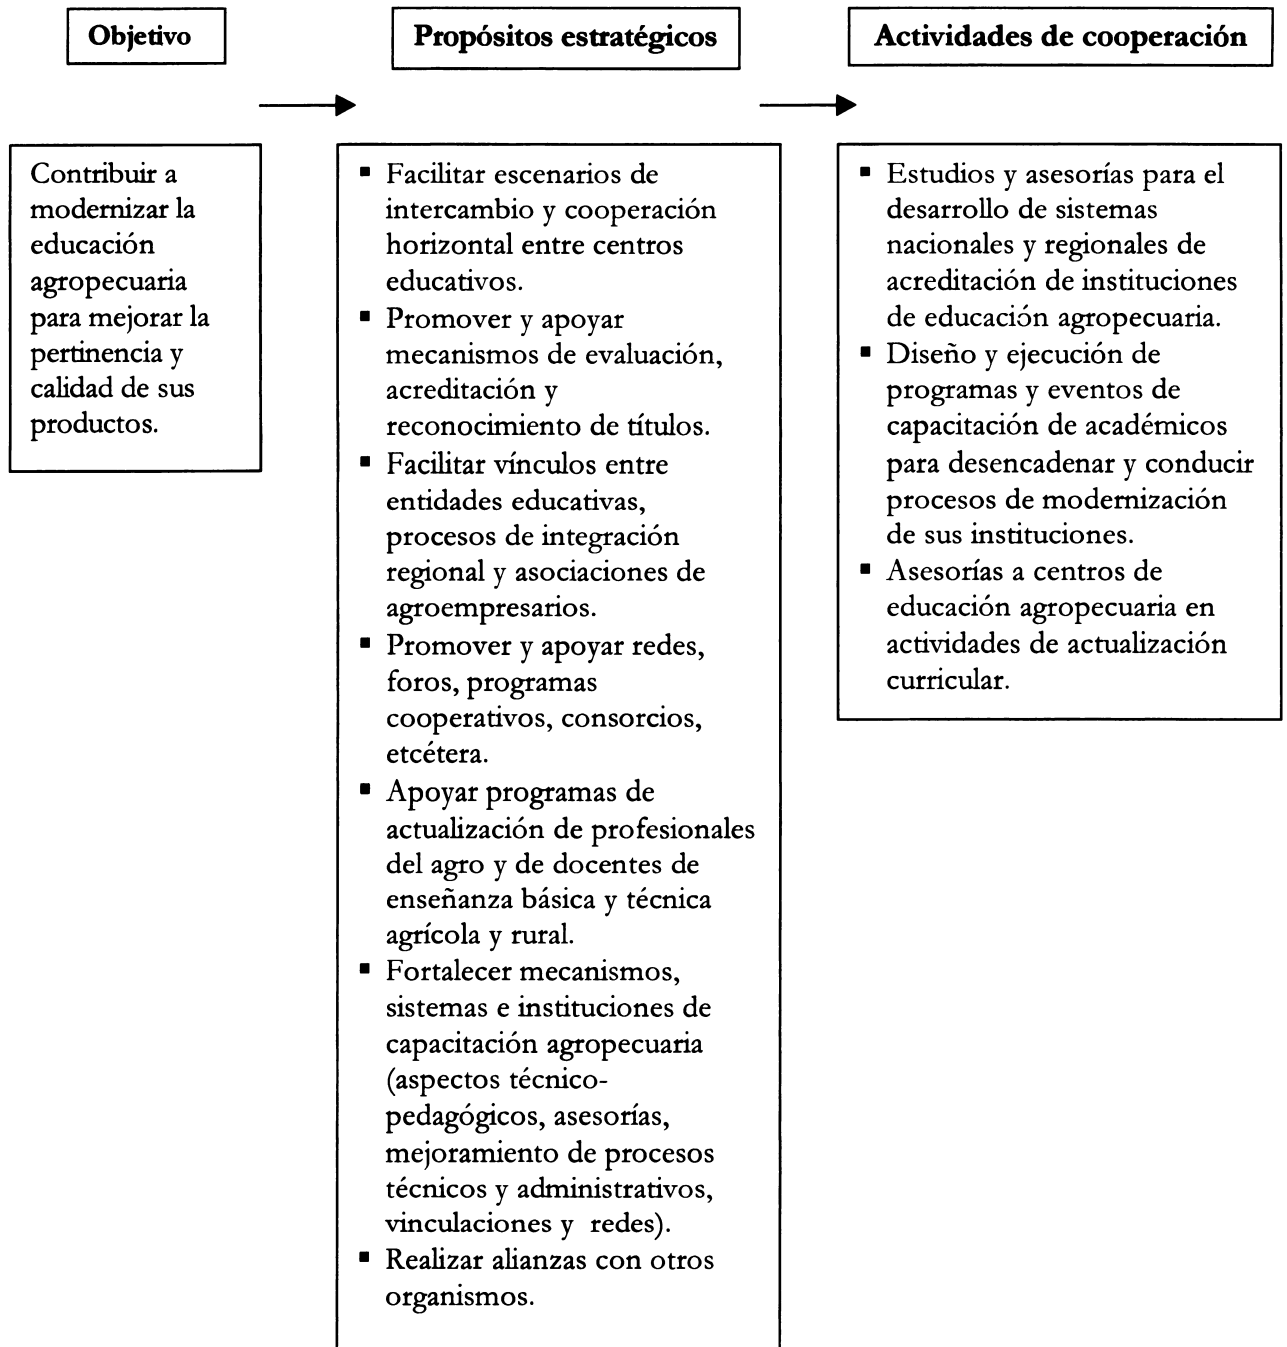 Objetivo
Propósitos estratégicos
Actividades de cooperación
Contribuir a
modernizar la
educación
agropecuaria
para mejorar la
pertinencia y
calidad de sus
productos.
▪ Facilitar escenarios de
intercambio y cooperación
horizontal entre centros
educativos.
▪ Promover y apoyar
mecanismos de evaluación,
acreditación y
reconocimiento de títulos.
▪ Facilitar vínculos entre
entidades educativas,
procesos de integración
regional y asociaciones de
agroempresarios.
▪ Promover y apoyar redes,
foros, programas
cooperativos, consorcios,
etcétera.
▪ Apoyar programas de
actualización de profesionales
del agro y de docentes de
enseñanza básica y técnica
agrícola y rural.
▪ Fortalecer mecanismos,
sistemas e instituciones de
capacitación agropecuaria
(aspectos técnico-
pedagógicos, asesorías,
mejoramiento de procesos
técnicos y administrativos,
vinculaciones y redes).
▪ Realizar alianzas con otros
organismos.
▪ Estudios y asesorías para el
desarrollo de sistemas
nacionales y regionales de
acreditación de instituciones
de educación agropecuaria.
▪ Diseño y ejecución de
programas y eventos de
capacitación de académicos
para desencadenar y conducir
procesos de modernización
de sus instituciones.
▪ Asesorías a centros de
educación agropecuaria en
actividades de actualización
curricular.